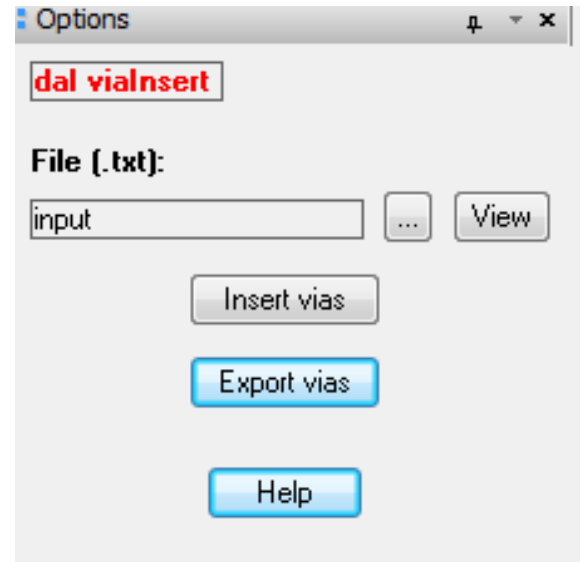 Options
dal viaInsert
File (.txt):
input ... View
Insert vias
Export vias
Help